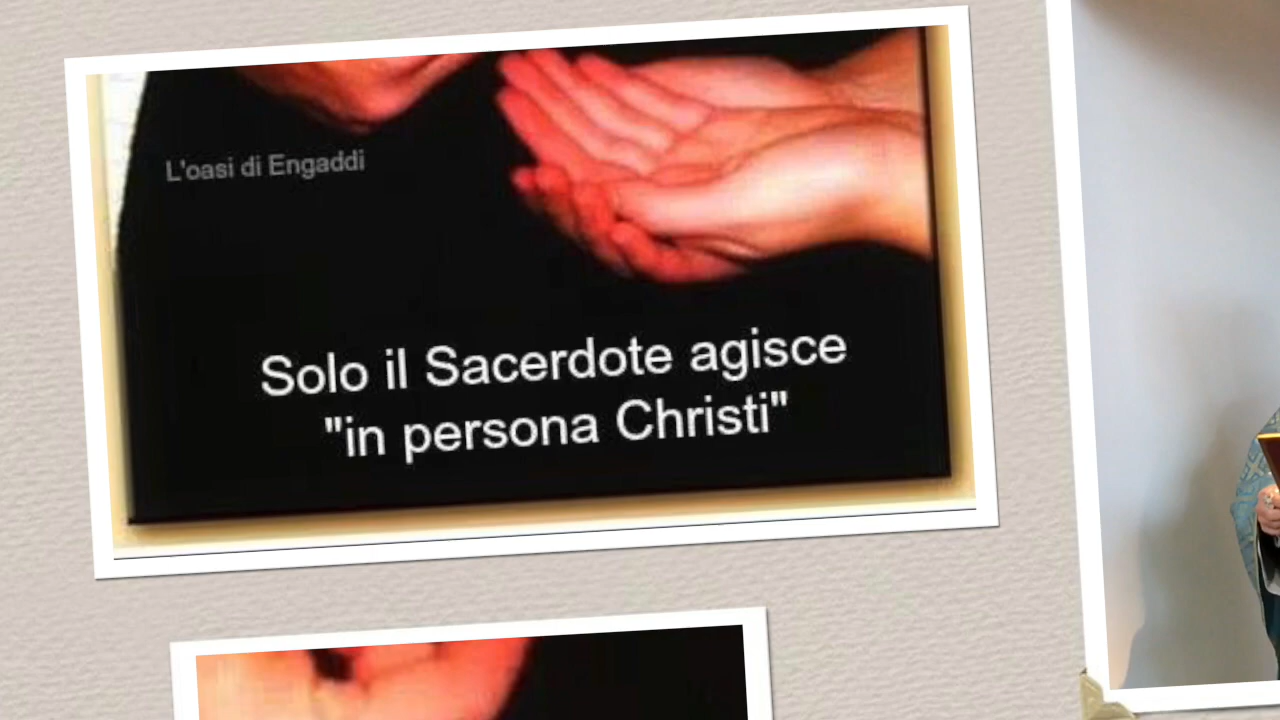 L'oasi di Engaddi
Solo il Sacerdote agisce
"in persona Christi"